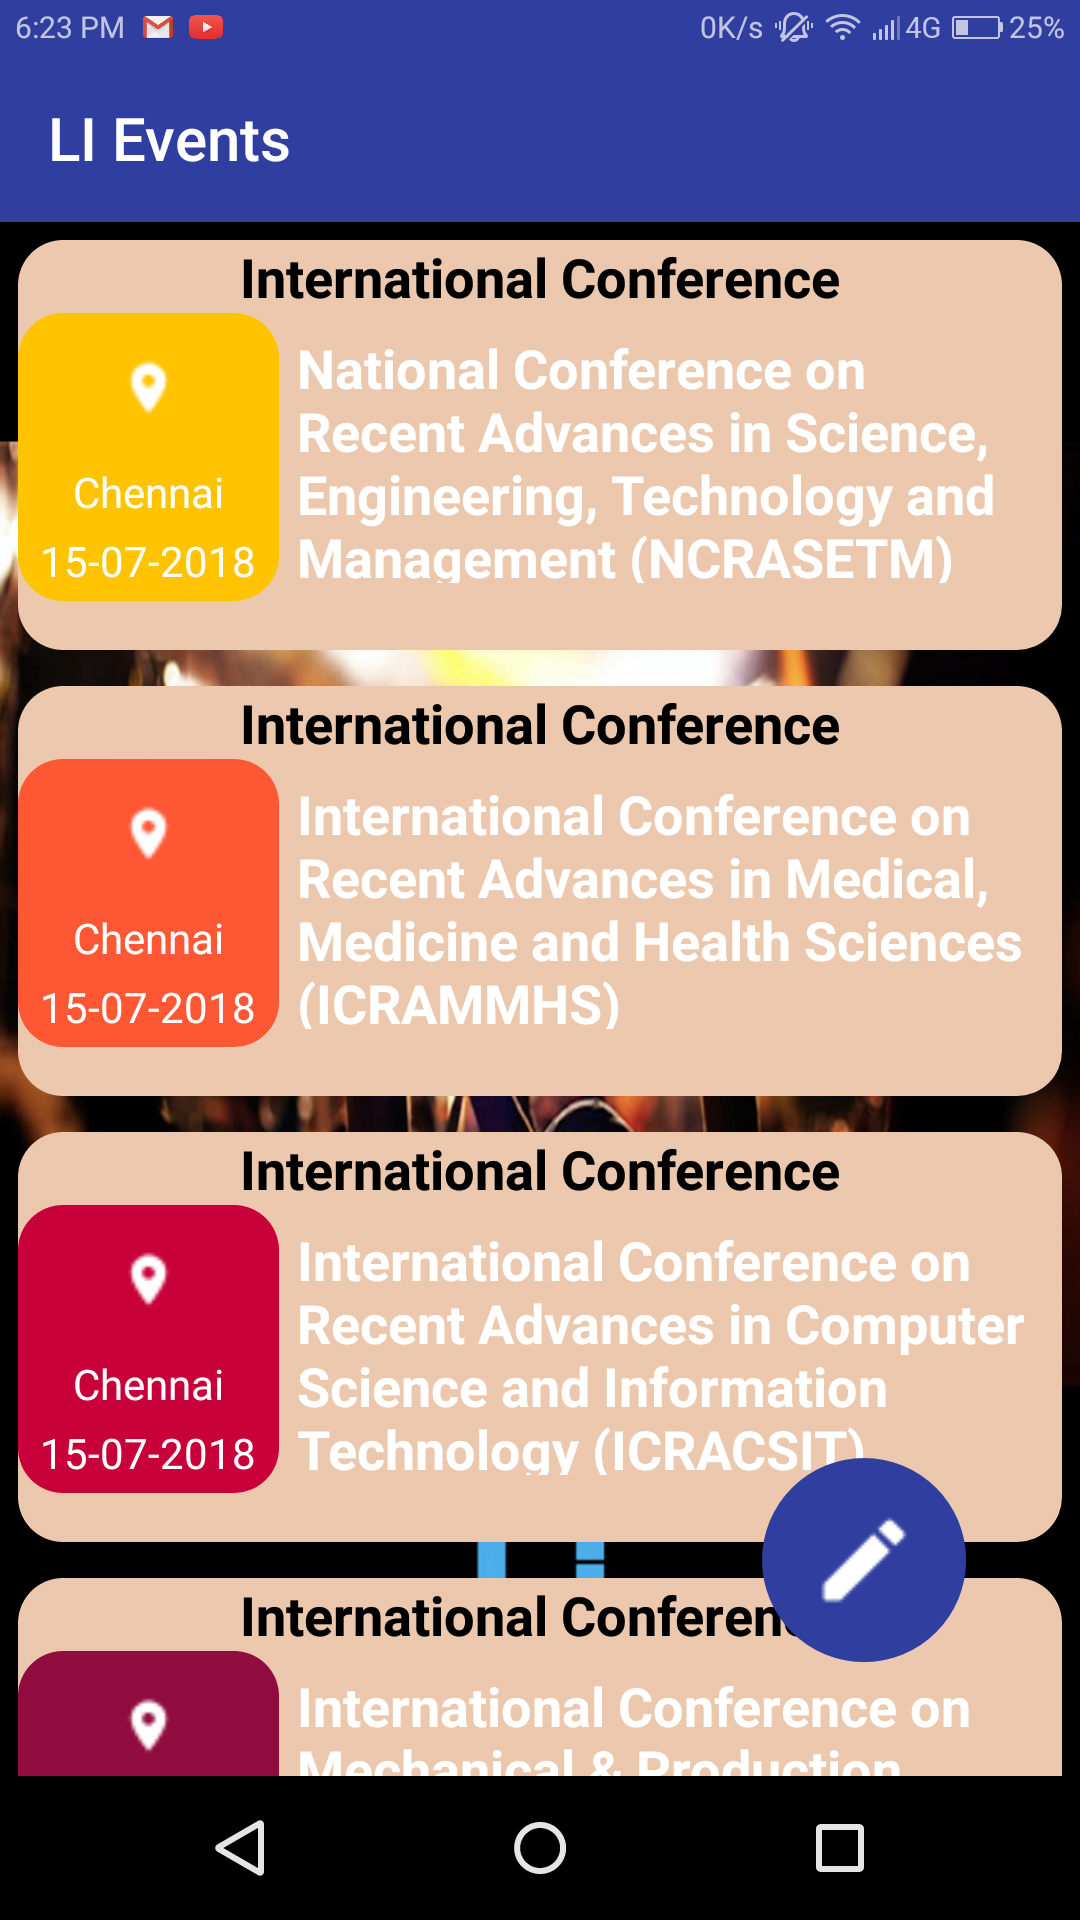 6:23 PM 0K/s 4G 25%
LI Events
International Conference
National Conference on
Recent Advances in Science,
Engineering, Technology and
Management (NCRASETM)
Chennai
15-07-2018
International Conference
International Conference on
Recent Advances in Medical,
Medicine and Health Sciences
(ICRAMMHS)
Chennai
15-07-2018
International Conference
International Conference on
Recent Advances in Computer
Science and Information
Technology (ICRACSIT)
Chennai
15-07-2018
International Conferen
International Conference on
Mechanical & Production